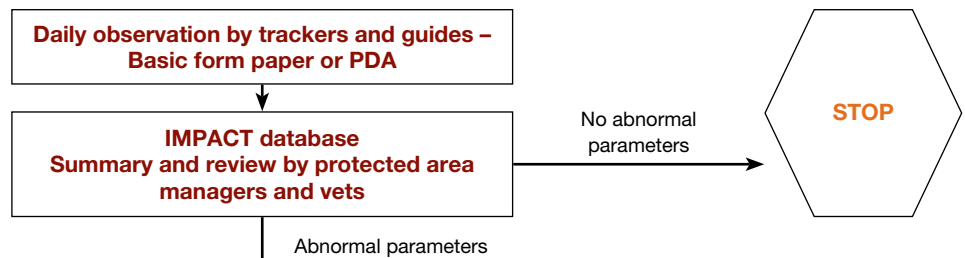 Daily observation by trackers and guides –
Basic form paper or PDA
IMPACT database
Summary and review by protected area
managers and vets
No abnormal
parameters
STOP
Abnormal parameters